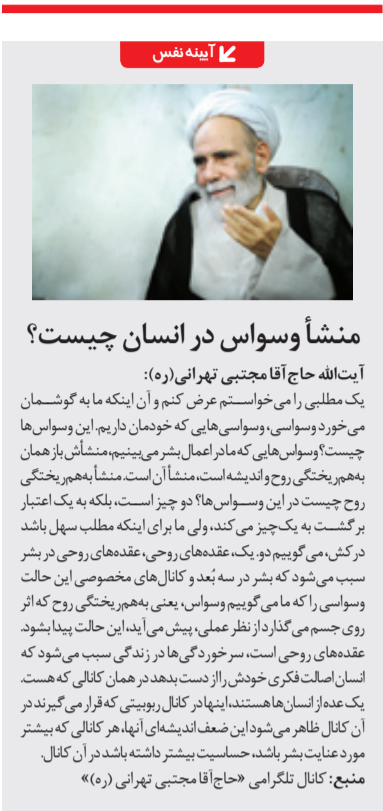 آیینه نفس
منشأ وسواس در انسان چیست؟
آیت‌الله حاج‌آقا مجتبی تهرانی(ره):
یک مطلبی را می‌خواستم عرض کنم و آن اینکه ما به گوشمان
می‌خورد وسواسی، وسواسی‌هایی که خودمان داریم. این وسواس‌ها
چیست؟ وسواس‌هایی که ما در اعمال بشر می‌بینیم، منشأش باز همان
به‌هم‌ریختگی روح و اندیشه است، منشأ آن است. منشأ به‌هم‌ریختگی
روح چیست در این وسواس‌ها؟ دو چیز است، بلکه به یک اعتبار
برگشت به یک‌چیز می کند، ولی ما برای اینکه مطلب سهل باشد
درکش، می گوییم دو. یک، عقده‌های روحی، عقده‌های روحی در بشر
سبب می‌شود که بشر در سه بُعد و کانال‌های مخصوصی این حالت
وسواسی را که ما می گوییم وسواس، یعنی به‌هم‌ریختگی روح که اثر
روی جسم می گذارد از نظر عملی، پیش می‌آید، این حالت پیدا بشود.
عقده‌های روحی است، سرخوردگی‌ها در زندگی سبب می‌شود که
انسان اصالت فکری خودش را از دست بدهد در همان کانالی که هست.
یک عده از انسان‌ها هستند، اینها در کانال ربوبیتی که قرار می گیرند در
آن کانال ظاهر می‌شود این ضعف اندیشه‌ای آنها، هر کانالی که بیشتر
مورد عنایت بشر باشد، حساسیت بیشتر داشته باشد در آن کانال.
منبع: کانال تلگرامی «حاج‌آقا مجتبی تهرانی (ره)»